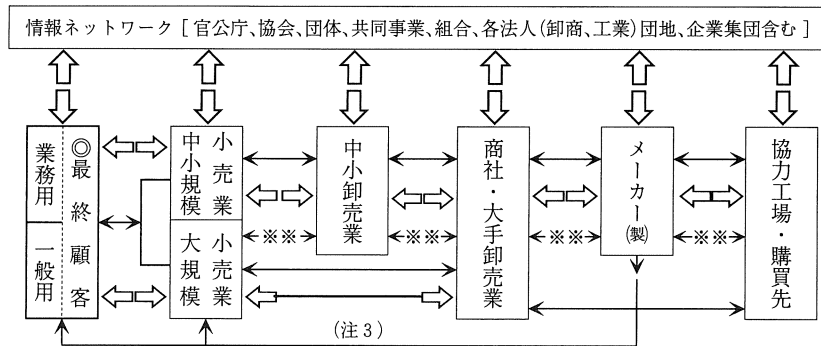 情報ネットワーク [ 官公庁、協会、団体、共同事業、組合、各法人(卸商、工業)団地、企業集団含む ]
業務用
一般用
◎最終顧客
小売業
中小規模
小売業
大規模
※※
中小卸売業
※※
商社・大手卸売業
※※
メーカー(製)
※※
協力工場・購買先
(注3)